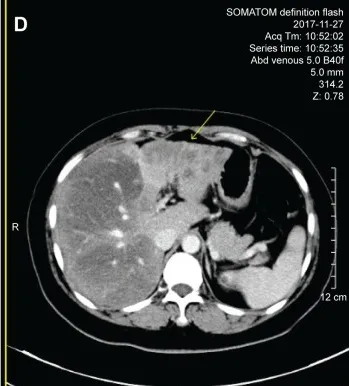 D
SOMATOM definition flash
2017-11-27
Acq Tm: 10:52:02
Series time: 10:52:35
Abd venous 5.0 B40f
5.0 mm
314.2
Z: 0.78
R
12 cm